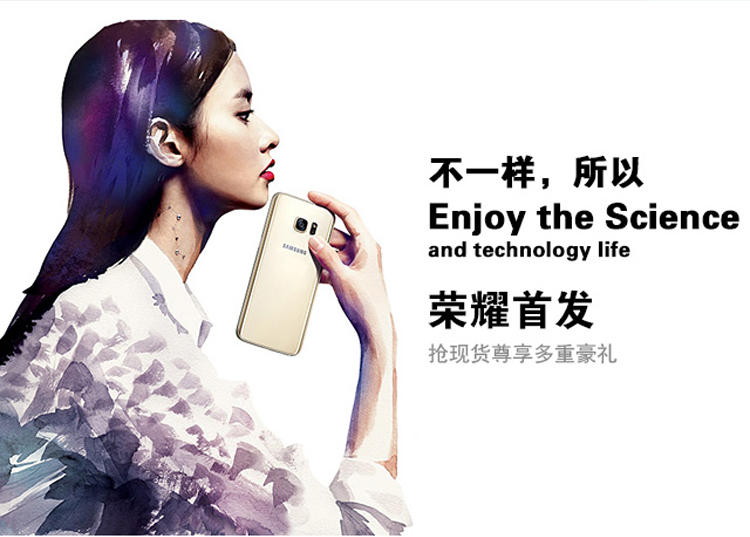 SAMSUNG
不一样，所以
Enjoy the Science
and technology life
荣耀首发
抢现货尊享多重豪礼